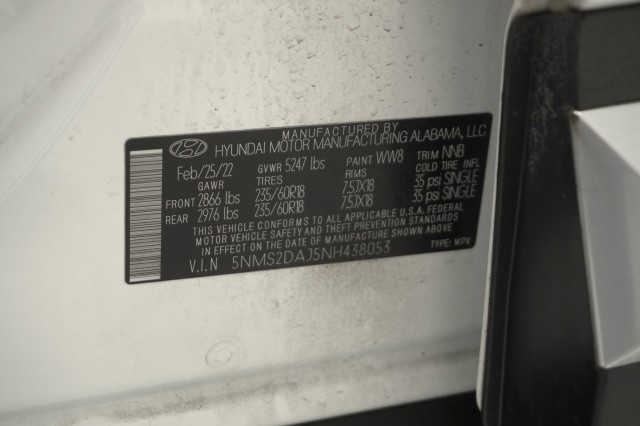 MANUFACTURED BY
HYUNDAI MOTOR MANUFACTURING ALABAMA, LLC
Feb/25/22 GVWR 5247 lbs PAINT WW8 TRIM NNB
GAWR TIRES RIMS COLD TIRE INFL
FRONT 2866 lbs 235/60R18 7.5JX18 35 psi SINGLE
REAR 2976 lbs 235/60R18 7.5JX18 35 psi SINGLE
THIS VEHICLE CONFORMS TO ALL APPLICABLE U.S.A. FEDERAL
MOTOR VEHICLE SAFETY AND THEFT PREVENTION STANDARDS
IN EFFECT ON THE DATE OF MANUFACTURE SHOWN ABOVE
V.I.N 5NMS2DAJ5NH438053 TYPE: MPV